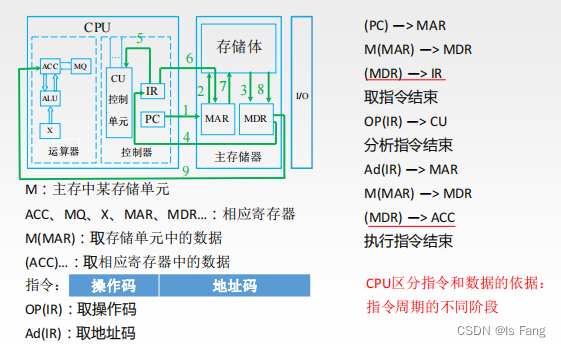 CPU
ACC
MQ
ALU
X
运算器
...
CU
控制
单元
IR
PC
控制器
5
6
1
4
9
2
7
3
8
存储体
MAR
MDR
主存储器
I/O
M：主存中某存储单元
ACC、MQ、X、MAR、MDR...：相应寄存器
M(MAR)：取存储单元中的数据
(ACC)...：取相应寄存器中的数据
指令： 操作码 地址码
OP(IR)：取操作码
Ad(IR)：取地址码
(PC) —> MAR
M(MAR) —> MDR
(MDR) —> IR
取指令结束
OP(IR) —> CU
分析指令结束
Ad(IR) —> MAR
M(MAR) —> MDR
(MDR) —> ACC
执行指令结束
CPU区分指令和数据的依据：
指令周期的不同阶段
CSDN @Is Fang